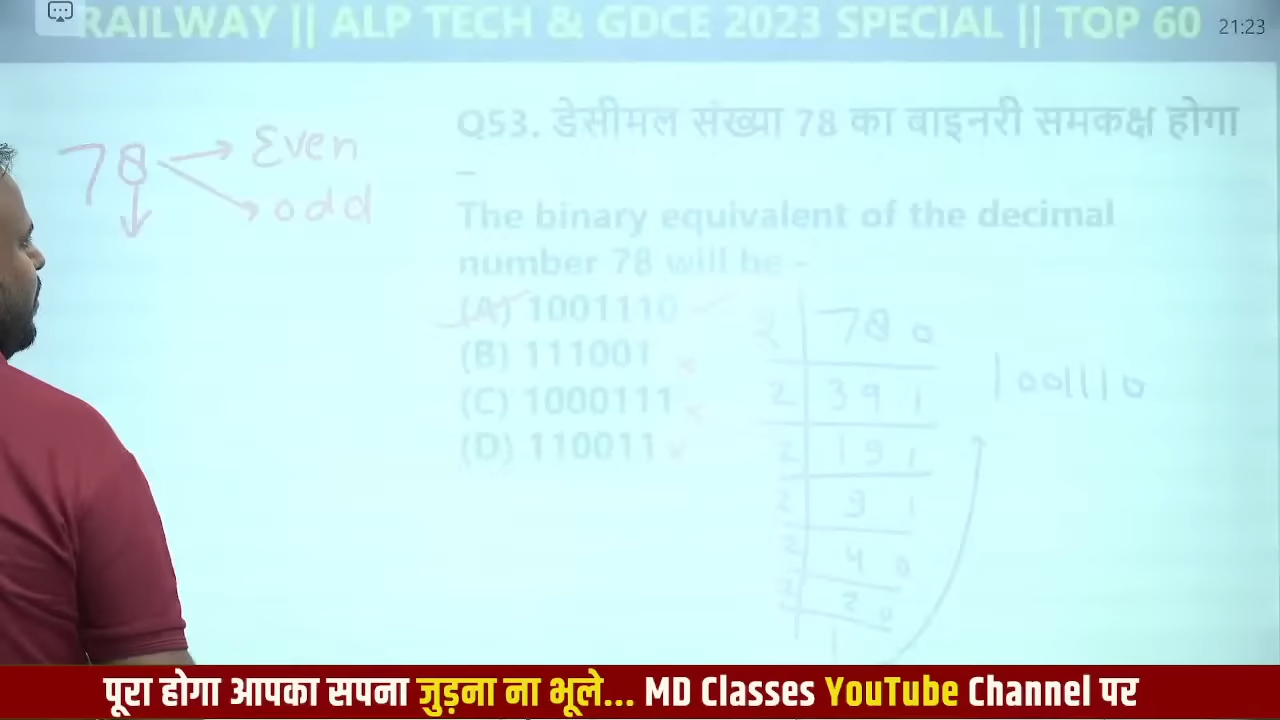 RAILWAY || ALP TECH & GDCE 2023 SPECIAL || TOP 60
21:23
78
Even
odd
Q53. डेसीमल संख्या 78 का बाइनरी समकक्ष होगा
–
The binary equivalent of the decimal
number 78 will be -
(A) 1001110
(B) 111001
(C) 1000111
(D) 110011
2 78 0
2 39 1
2 19 1
2 9 1
2 4 0
2 2 0
1
1001110
पूरा होगा आपका सपना जुड़ना ना भूले... MD Classes YouTube Channel पर